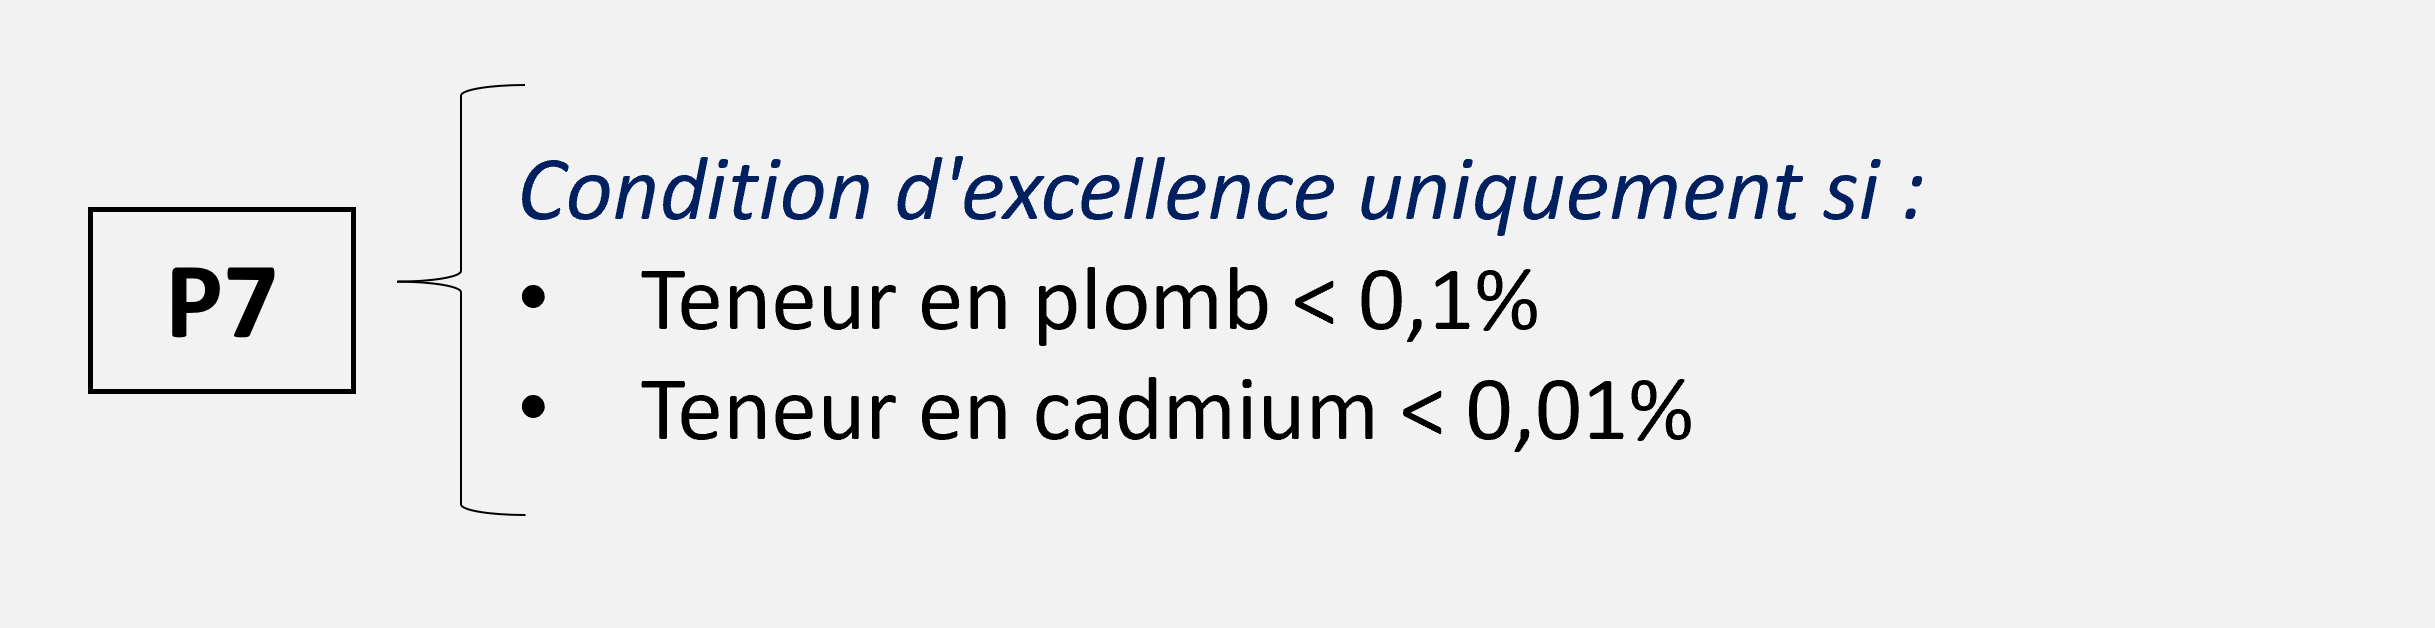 P7
Condition d'excellence uniquement si :
• Teneur en plomb < 0,1%
• Teneur en cadmium < 0,01%